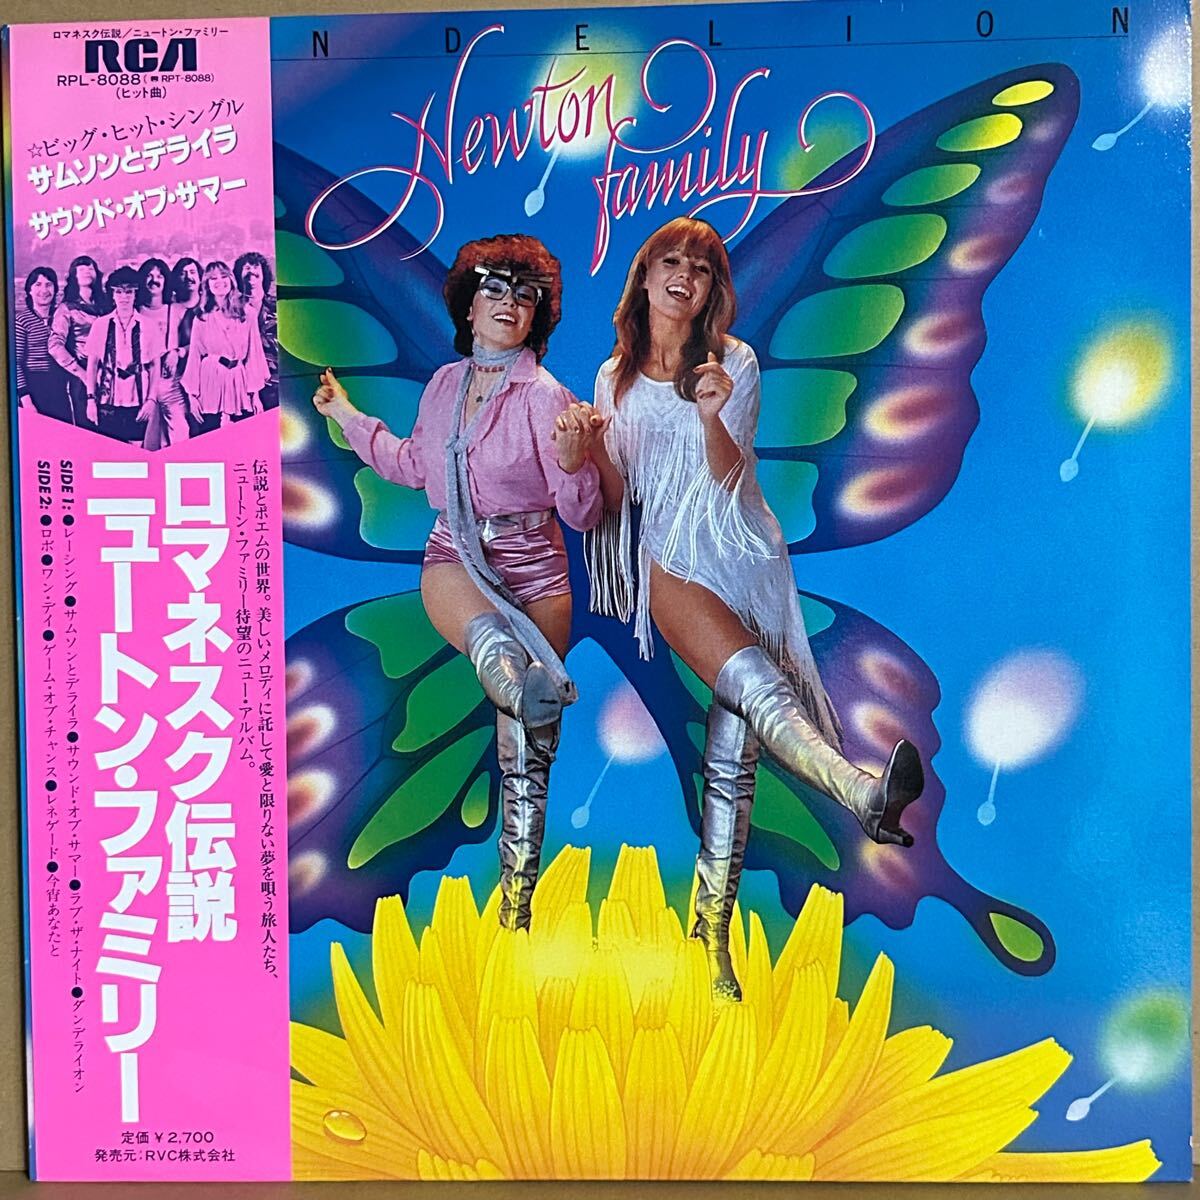 ロマネスク伝説／ニュートン・ファミリー
RCA
RPL-8088(RPT-8088)
(ヒット曲)
☆ビッグ・ヒット・シングル
サムソンとデライラ
サウンド・オブ・サマー
伝説とポエムの世界。美しいメロディに託して愛と限りない夢を唄う旅人たち、
ニュートン・ファミリー待望のニュー・アルバム。
ロマネスク伝説
ニュートン・ファミリー
SIDE 1:●レーシング●サムソンとデライラ●サウンド・オブ・サマー●ラブ・ザ・ナイト●ダンデライオン
SIDE 2:●ロボ●ワン・デイ●ゲーム・オブ・チャンス●レネゲード●今宵あなたと
定価￥2,700
発売元:RVC株式会社
NDELION
Newton
family